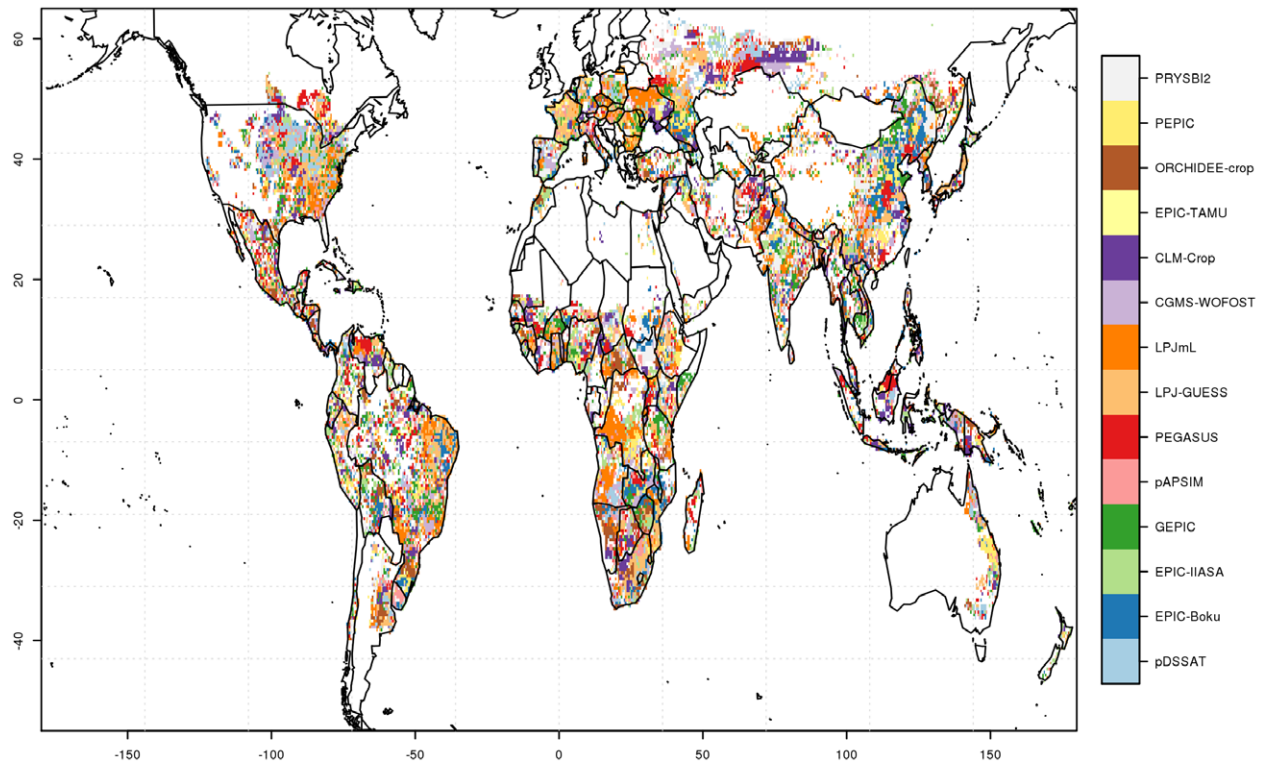 60
40
20
0
-20
-40
-150
-100
-50
0
50
100
150
PRYSBI2
PEPIC
ORCHIDEE-crop
EPIC-TAMU
CLM-Crop
CGMS-WOFOST
LPJmL
LPJ-GUESS
PEGASUS
pAPSIM
GEPIC
EPIC-IIASA
EPIC-Boku
pDSSAT